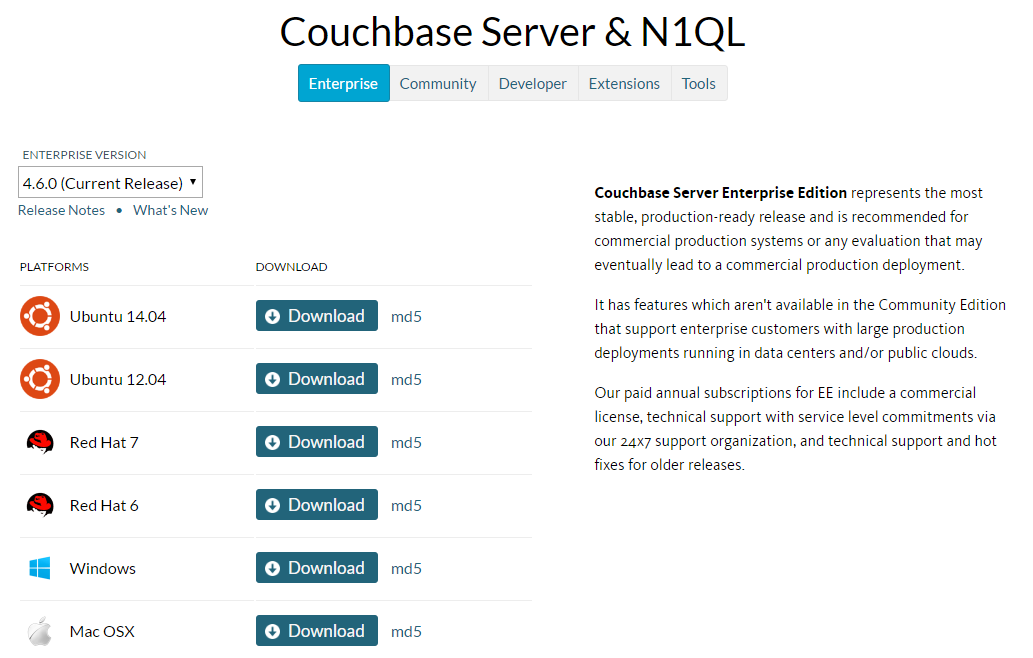 Couchbase Server & N1QL
Enterprise Community Developer Extensions Tools
ENTERPRISE VERSION
4.6.0 (Current Release)
Release Notes • What's New
PLATFORMS DOWNLOAD
Ubuntu 14.04 Download md5
Ubuntu 12.04 Download md5
Red Hat 7 Download md5
Red Hat 6 Download md5
Windows Download md5
Mac OSX Download md5
Couchbase Server Enterprise Edition represents the most
stable, production-ready release and is recommended for
commercial production systems or any evaluation that may
eventually lead to a commercial production deployment.
It has features which aren't available in the Community Edition
that support enterprise customers with large production
deployments running in data centers and/or public clouds.
Our paid annual subscriptions for EE include a commercial
license, technical support with service level commitments via
our 24x7 support organization, and technical support and hot
fixes for older releases.